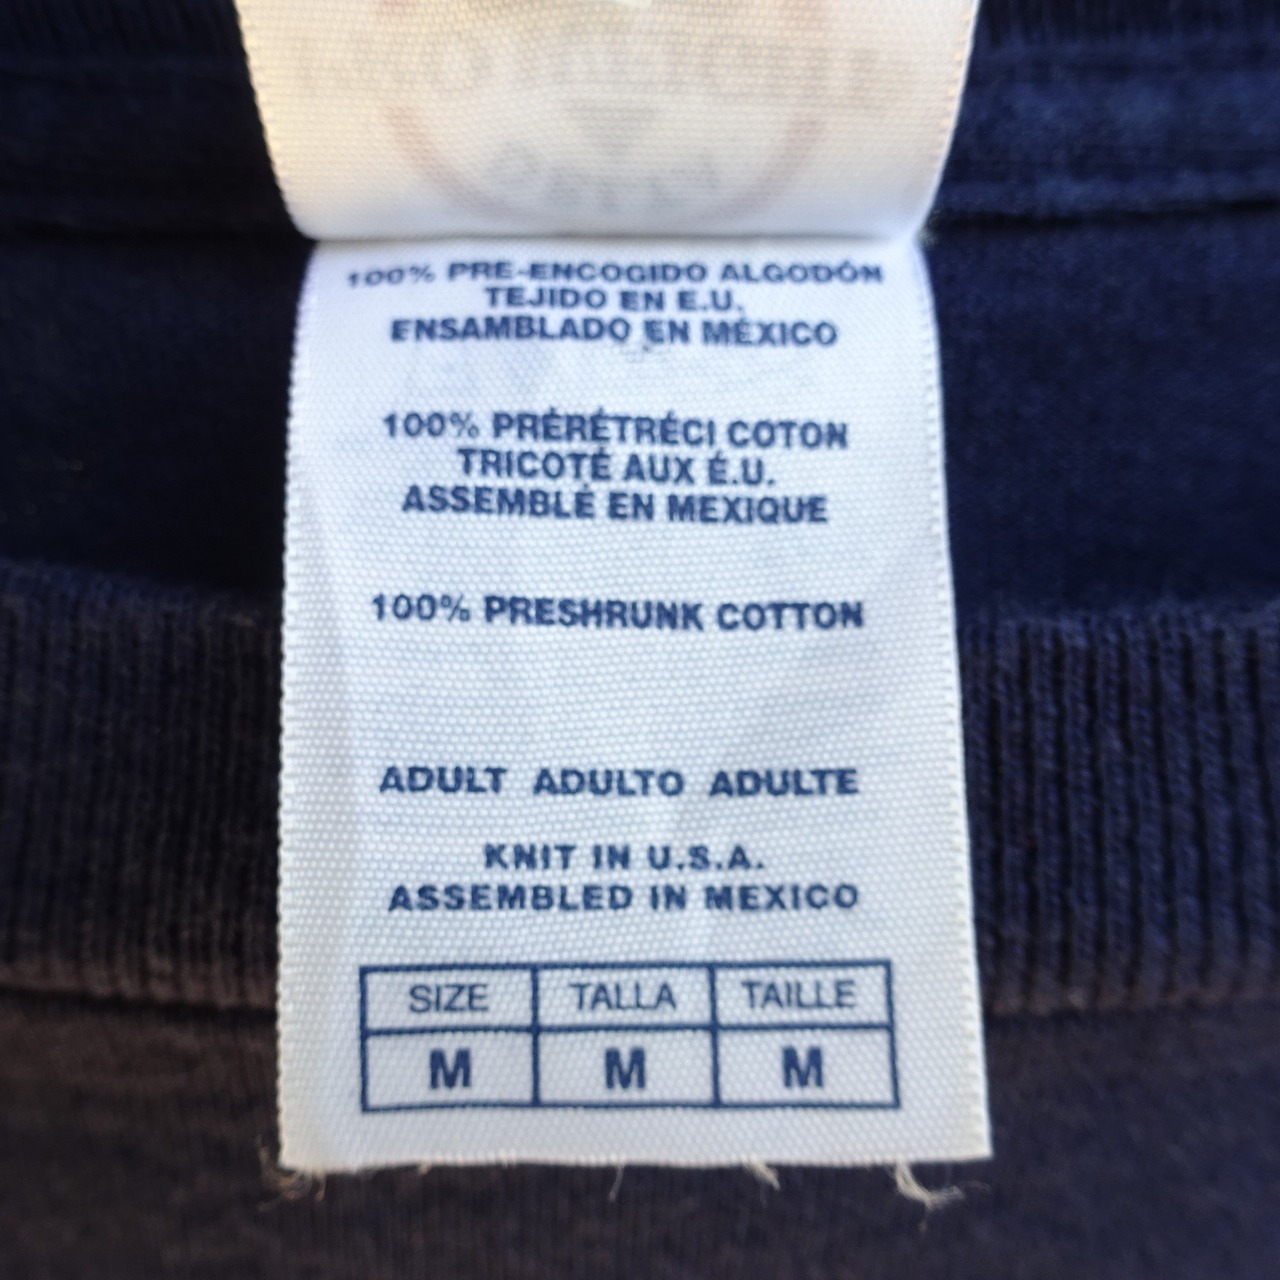 100% PRE-ENCOGIDO ALGODÓN
TEJIDO EN E.U.
ENSAMBLADO EN MÉXICO
100% PRÉRÉTRÉCI COTON
TRICOTÉ AUX É.U.
ASSEMBLÉ EN MEXIQUE
100% PRESHRUNK COTTON
ADULT ADULTO ADULTE
KNIT IN U.S.A.
ASSEMBLED IN MEXICO
SIZE TALLA TAILLE
M M M